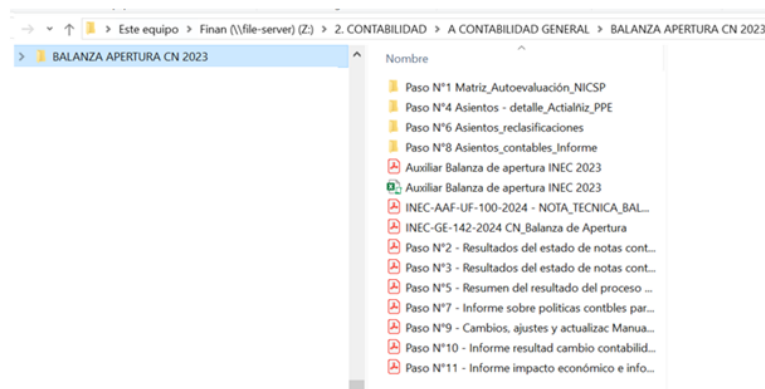 Este equipo > Finan (\\file-server) (Z:) > 2. CONTABILIDAD > A CONTABILIDAD GENERAL > BALANZA APERTURA CN 2023
BALANZA APERTURA CN 2023
Nombre
Paso N°1 Matriz_Autoevaluación_NICSP
Paso N°4 Asientos - detalle_Actialñiz_PPE
Paso N°6 Asientos_reclasificaciones
Paso N°8 Asientos_contables_Informe
Auxiliar Balanza de apertura INEC 2023
Auxiliar Balanza de apertura INEC 2023
INEC-AAF-UF-100-2024 - NOTA_TECNICA_BAL...
INEC-GE-142-2024 CN_Balanza de Apertura
Paso N°2 - Resultados del estado de notas cont...
Paso N°3 - Resultados del estado de notas cont...
Paso N°5 - Resumen del resultado del proceso ...
Paso N°7 - Informe sobre politicas contbles par...
Paso N°9 - Cambios, ajustes y actualizac Manua...
Paso N°10 - Informe resultad cambio contabilid...
Paso N°11 - Informe impacto económico e info...